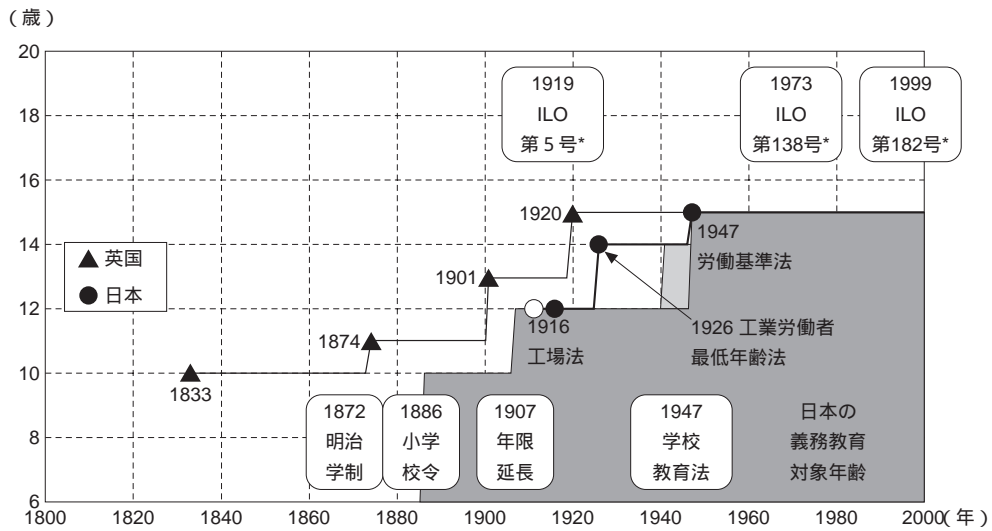 (歳)
20
18
16
14
12
10
8
6
1919
ILO
第5号*
1973
ILO
第138号*
1999
ILO
第182号*
▲英国
●日本
1920
1901
1874
1833
1947
労働基準法
1916
工場法
1926 工業労働者
最低年齢法
1872
明治
学制
1886
小学
校令
1907
年限
延長
1947
学校
教育法
日本の
義務教育
対象年齢
1800 1820 1840 1860 1880 1900 1920 1940 1960 1980 2000(年)